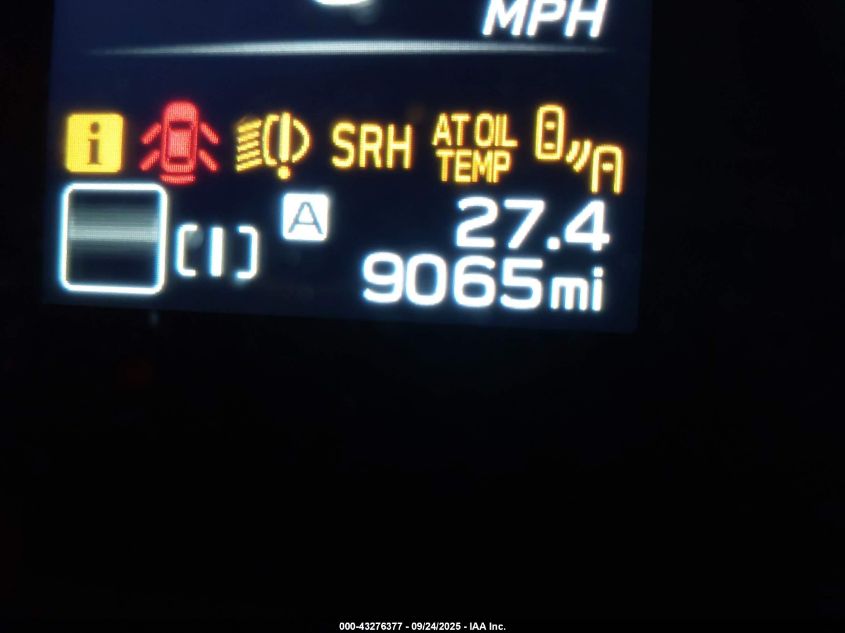 MPH
i
SRH
AT OIL
TEMP
A
27.4
9065mi
000-43276377 - 09/24/2025 - IAA Inc.